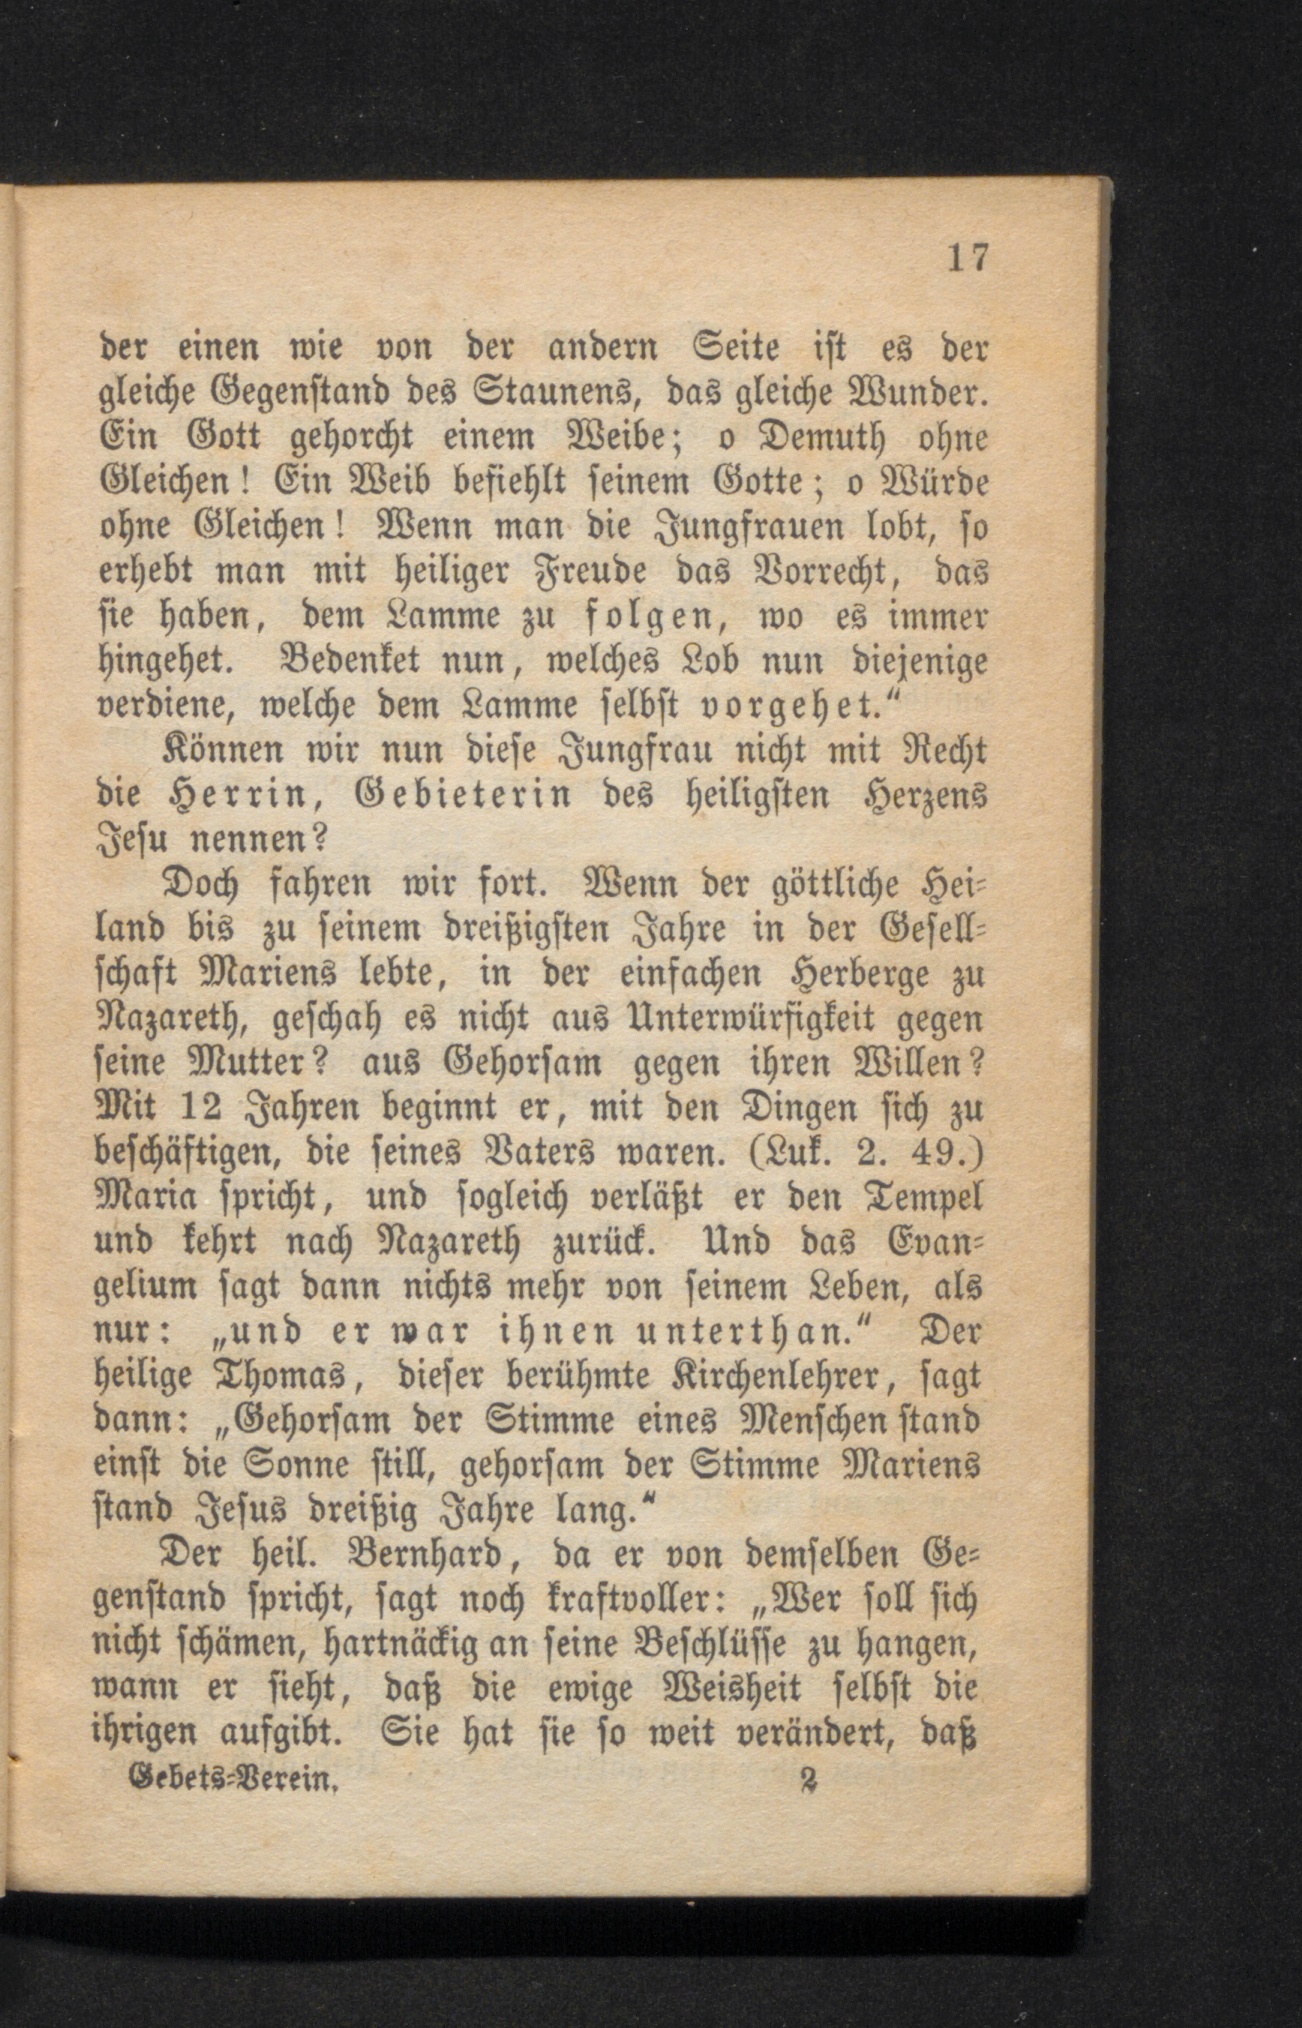 17
der einen wie von der andern Seite ist es der
gleiche Gegenstand des Staunens, das gleiche Wunder.
Ein Gott gehorcht einem Weibe; o Demuth ohne
Gleichen! Ein Weib befiehlt seinem Gotte; o Würde
ohne Gleichen! Wenn man die Jungfrauen lobt, so
erhebt man mit heiliger Freude das Vorrecht, das
sie haben, dem Lamme zu folgen, wo es immer
hingehet. Bedenket nun, welches Lob nun diejenige
verdiene, welche dem Lamme selbst vorgehet.“
Können wir nun diese Jungfrau nicht mit Recht
die Herrin, Gebieterin des heiligsten Herzens
Jesu nennen?
Doch fahren wir fort. Wenn der göttliche Hei-
land bis zu seinem dreißigsten Jahre in der Gesell-
schaft Mariens lebte, in der einfachen Herberge zu
Nazareth, geschah es nicht aus Unterwürfigkeit gegen
seine Mutter? aus Gehorsam gegen ihren Willen?
Mit 12 Jahren beginnt er, mit den Dingen sich zu
beschäftigen, die seines Vaters waren. (Luk. 2. 49.)
Maria spricht, und sogleich verläßt er den Tempel
und kehrt nach Nazareth zurück. Und das Evan-
gelium sagt dann nichts mehr von seinem Leben, als
nur: „und er war ihnen unterthan.“ Der
heilige Thomas, dieser berühmte Kirchenlehrer, sagt
dann: „Gehorsam der Stimme eines Menschen stand
einst die Sonne still, gehorsam der Stimme Mariens
stand Jesus dreißig Jahre lang.“
Der heil. Bernhard, da er von demselben Ge-
genstand spricht, sagt noch kraftvoller: „Wer soll sich
nicht schämen, hartnäckig an seine Beschlüsse zu hangen,
wann er sieht, daß die ewige Weisheit selbst die
ihrigen aufgibt. Sie hat sie so weit verändert, daß
Gebets-Verein. 2